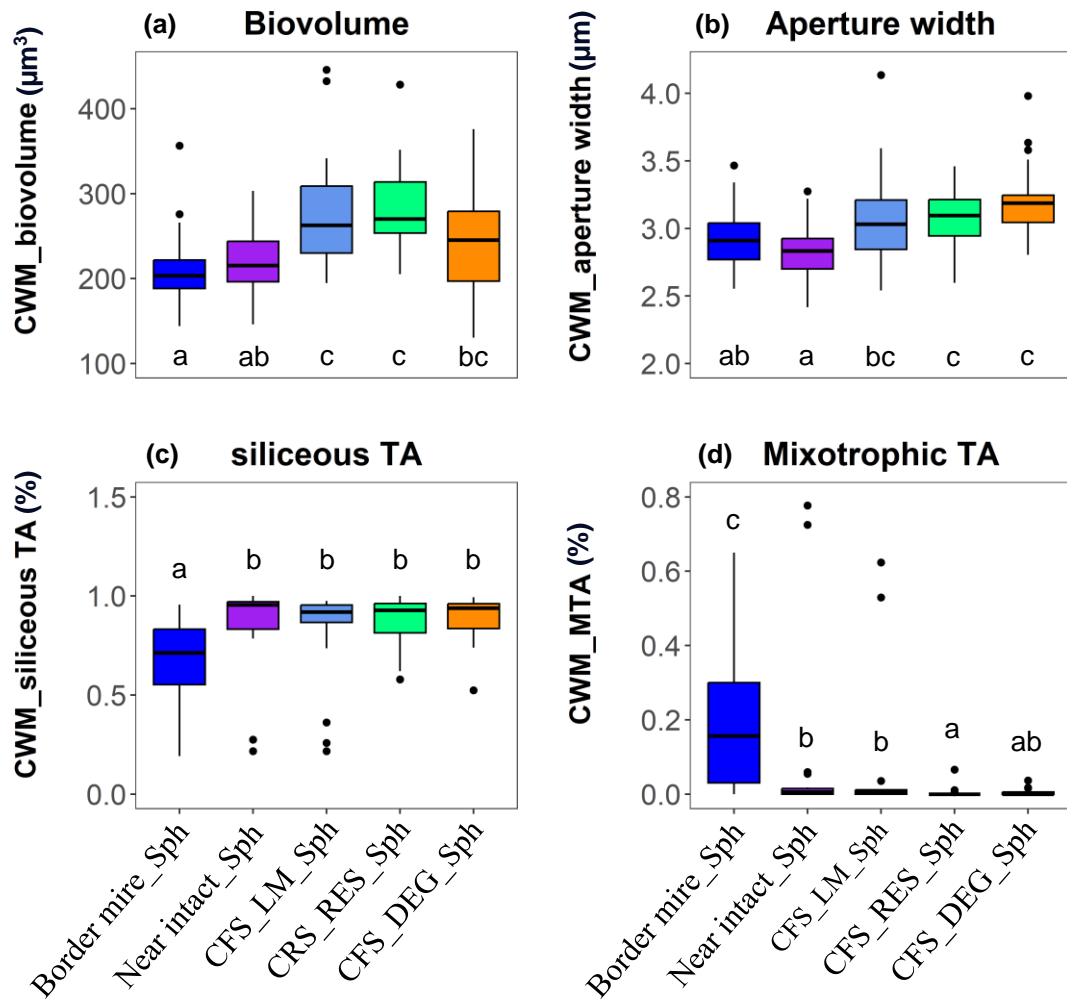 (a) Biovolume
CWM_biovolume (μm³)
400
300
200
100
a ab c c bc
(b) Aperture width
CWM_aperture width (μm)
4.0
3.5
3.0
2.5
2.0
ab a bc c c
(c) siliceous TA
CWM_siliceous TA (%)
1.5
1.0
0.5
0.0
a b b b b
Border mire_Sph
Near intact_Sph
CFS_LM_Sph
CRS_RES_Sph
CFS_DEG_Sph
(d) Mixotrophic TA
CWM_MTA (%)
0.8
0.6
0.4
0.2
0.0
c b b a ab
Border mire_Sph
Near intact_Sph
CFS_LM_Sph
CFS_RES_Sph
CFS_DEG_Sph